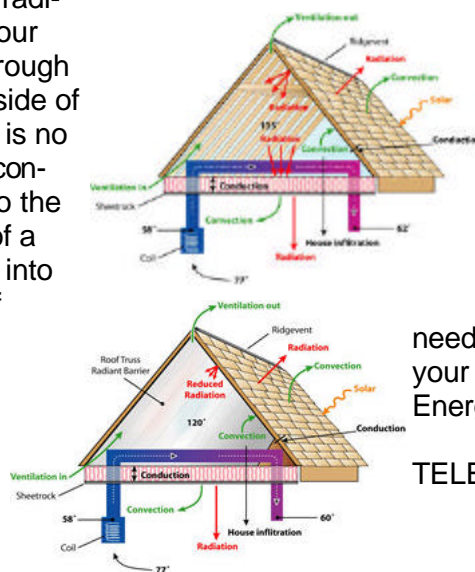 radi-
our
rough
side of
is no
con-
o the
of a
into
Ventilation out
Ridgevent
Radiation
Convection
Radiation
Solar
135°
Radiation
Convection
Conduction
Ventilation in
Conduction
Sheetrock
Convection
58°
62°
House infiltration
Coil
Radiation
77°
Ventilation out
Ridgevent
Roof Truss
Radiant Barrier
Radiation
Reduced
Radiation
Convection
Solar
120°
Convection
Conduction
Ventilation in
Conduction
Sheetrock
Convection
58°
60°
House infiltration
Coil
Radiation
77°
need
your
Ener
TELE